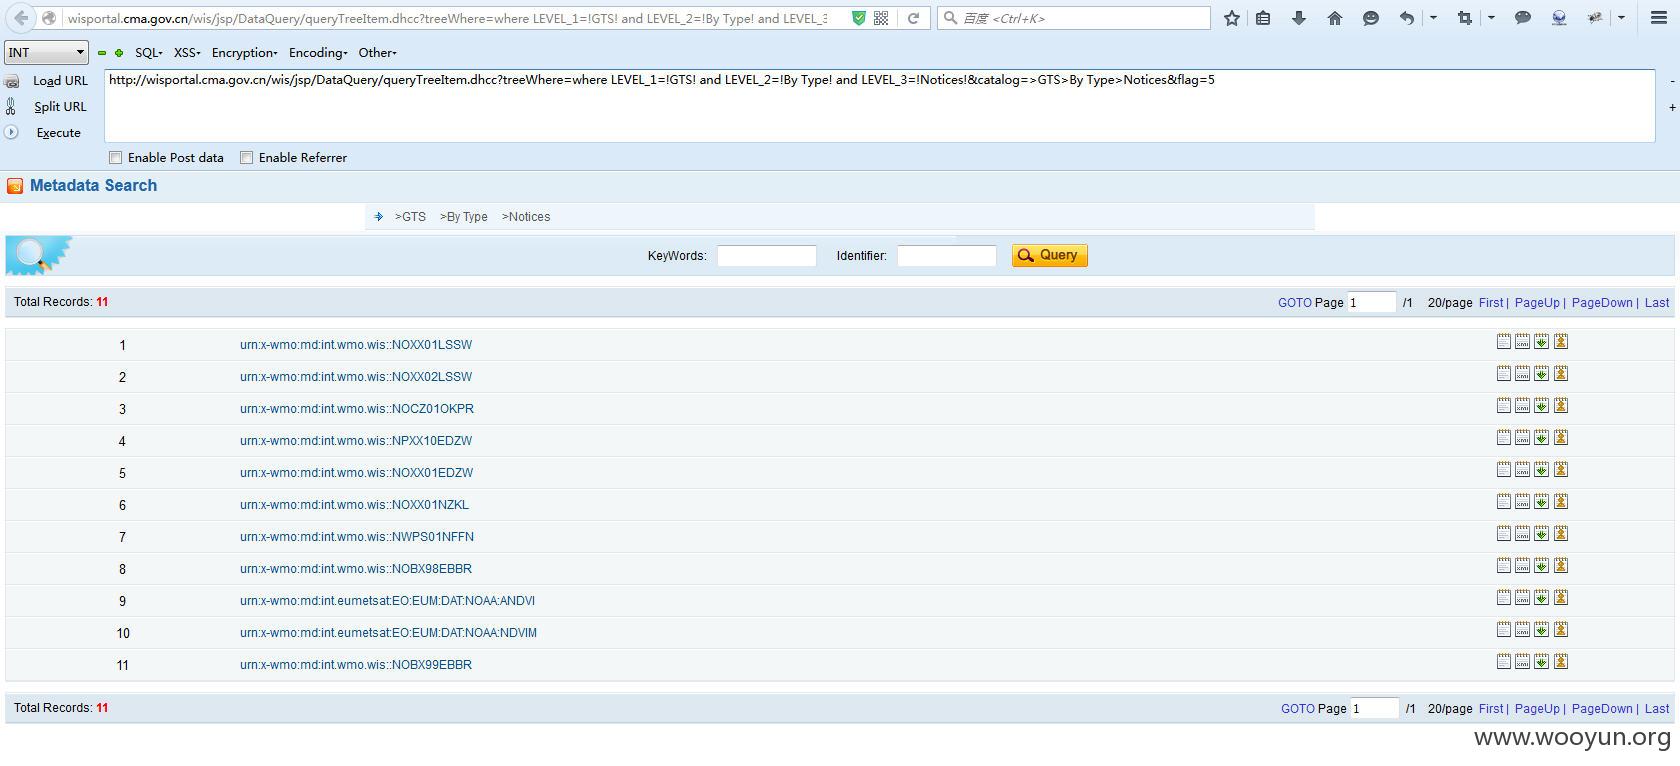 wisportal.cma.gov.cn/wis/jsp/DataQuery/queryTreeItem.dhcc?treeWhere=where LEVEL_1=!GTS! and LEVEL_2=!By Type! and LEVEL_3
百度 <Ctrl+K>
INT SQL- XSS- Encryption- Encoding- Other-
Load URL http://wisportal.cma.gov.cn/wis/jsp/DataQuery/queryTreeItem.dhcc?treeWhere=where LEVEL_1=!GTS! and LEVEL_2=!By Type! and LEVEL_3=!Notices!&catalog=>GTS>By Type>Notices&flag=5
Split URL
Execute
Enable Post data Enable Referrer
Metadata Search
>GTS >By Type >Notices
KeyWords: Identifier: Query
Total Records: 11 GOTO Page 1 /1 20/page First | PageUp | PageDown | Last
1 urn:x-wmo:md:int.wmo.wis::NOXX01LSSW
2 urn:x-wmo:md:int.wmo.wis::NOXX02LSSW
3 urn:x-wmo:md:int.wmo.wis::NOCZ01OKPR
4 urn:x-wmo:md:int.wmo.wis::NPXX10EDZW
5 urn:x-wmo:md:int.wmo.wis::NOXX01EDZW
6 urn:x-wmo:md:int.wmo.wis::NOXX01NZKL
7 urn:x-wmo:md:int.wmo.wis::NWPS01NFFN
8 urn:x-wmo:md:int.wmo.wis::NOBX98EBBR
9 urn:x-wmo:md:int.eumetsat:EO:EUM:DAT:NOAA:ANDVI
10 urn:x-wmo:md:int.eumetsat:EO:EUM:DAT:NOAA:NDVIM
11 urn:x-wmo:md:int.wmo.wis::NOBX99EBBR
Total Records: 11 GOTO Page 1 /1 20/page First | PageUp | PageDown | Last
www.wooyun.org